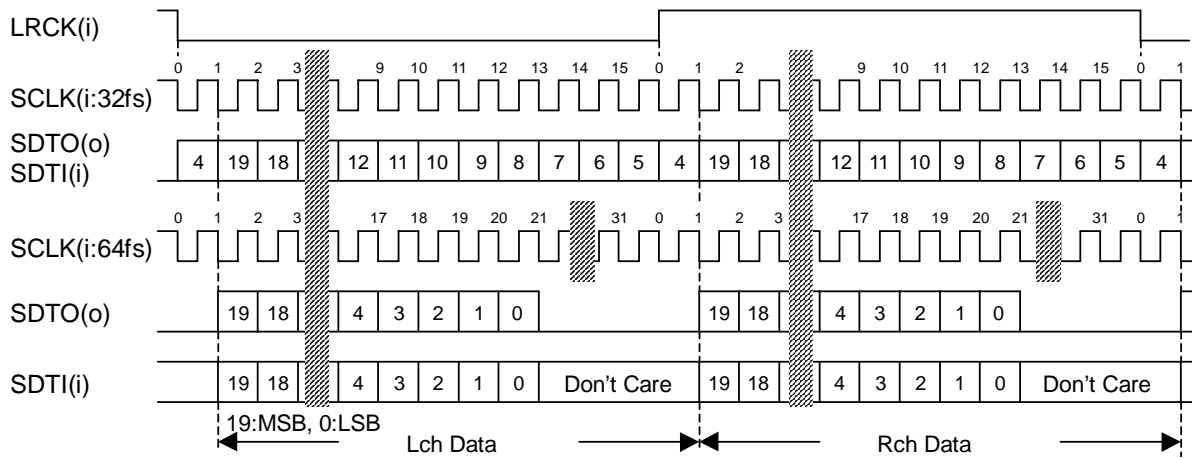 LRCK(i)
0 1 2 3 9 10 11 12 13 14 15 0 1 2 9 10 11 12 13 14 15 0 1
SCLK(i:32fs)
SDTO(o)
SDTI(i)
4 19 18 12 11 10 9 8 7 6 5 4 19 18 12 11 10 9 8 7 6 5 4
0 1 2 3 17 18 19 20 21 31 0 1 2 3 17 18 19 20 21 31 0 1
SCLK(i:64fs)
SDTO(o) 19 18 4 3 2 1 0 19 18 4 3 2 1 0
SDTI(i) 19 18 4 3 2 1 0 Don't Care 19 18 4 3 2 1 0 Don't Care
19:MSB, 0:LSB
Lch Data Rch Data